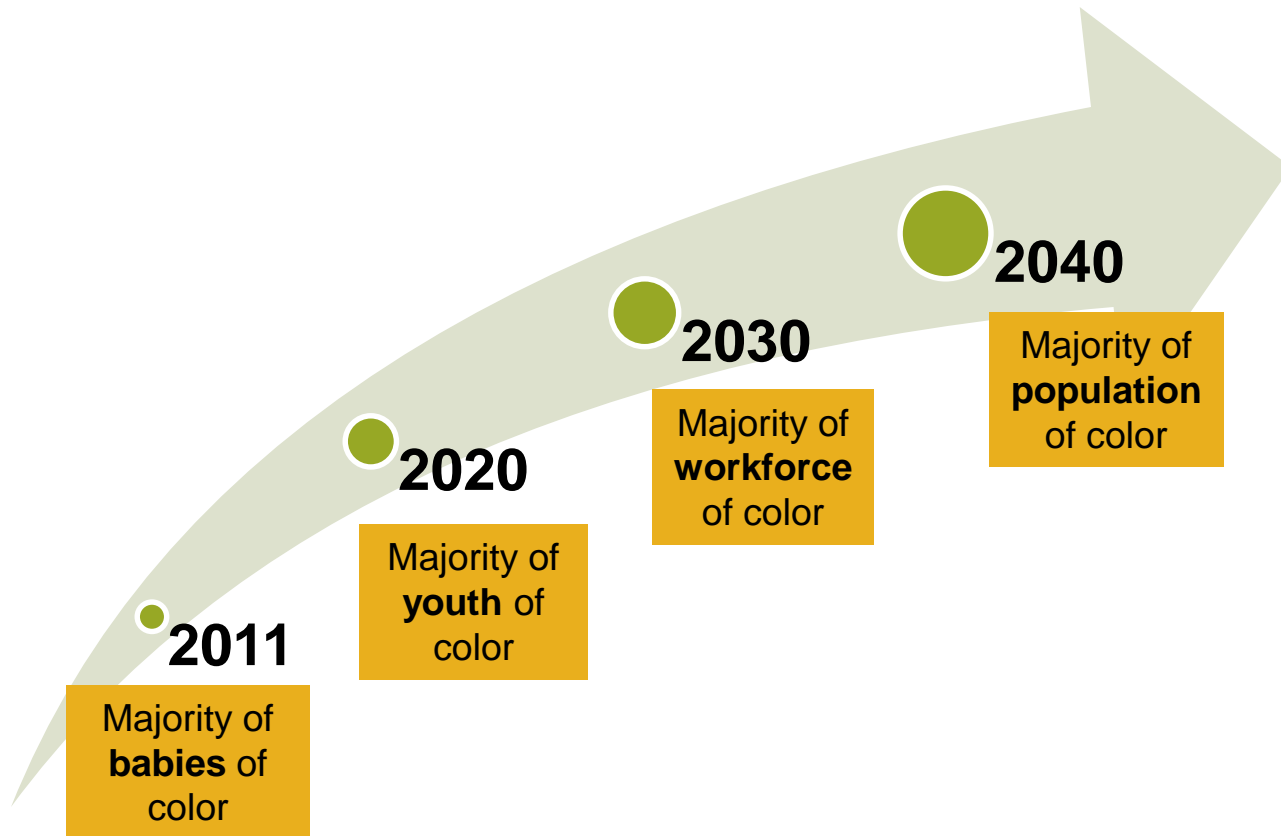 2011
Majority of
babies of
color
2020
Majority of
youth of
color
2030
Majority of
workforce
of color
2040
Majority of
population
of color